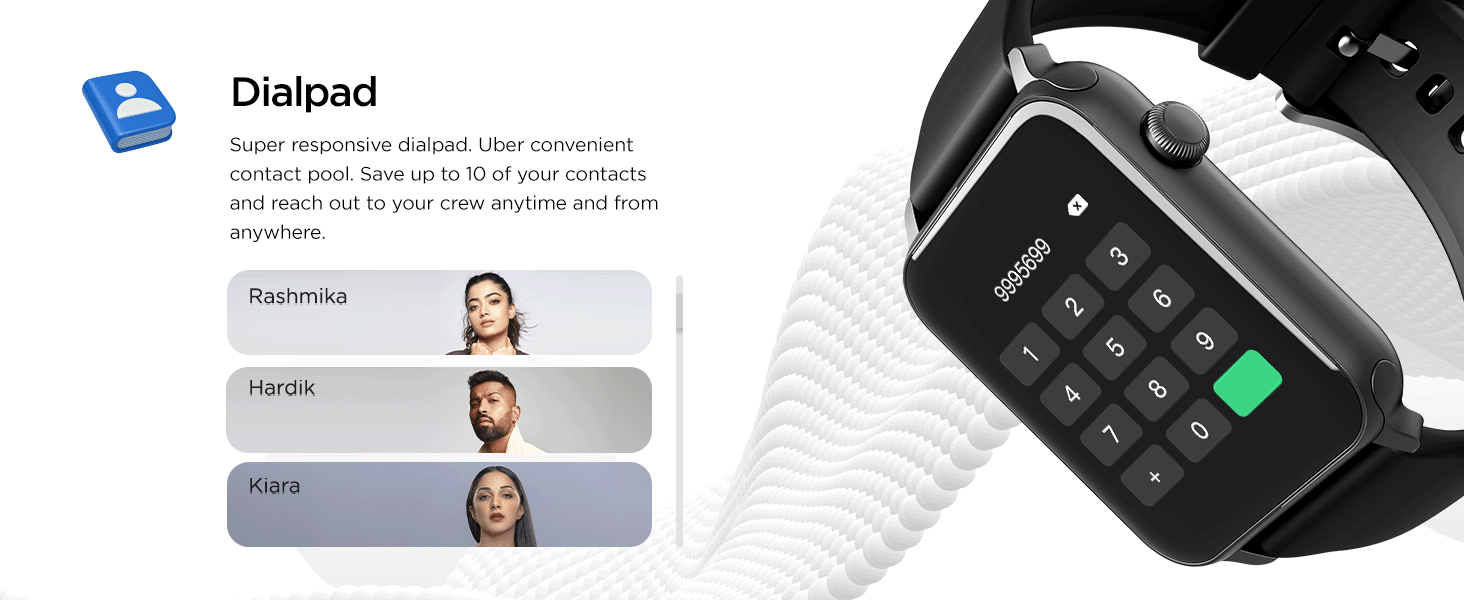 Dialpad
Super responsive dialpad. Uber convenient
contact pool. Save up to 10 of your contacts
and reach out to your crew anytime and from
anywhere.
Rashmika
Hardik
Kiara
9995699
1 2 3
4 5 6
7 8 9
+ 0